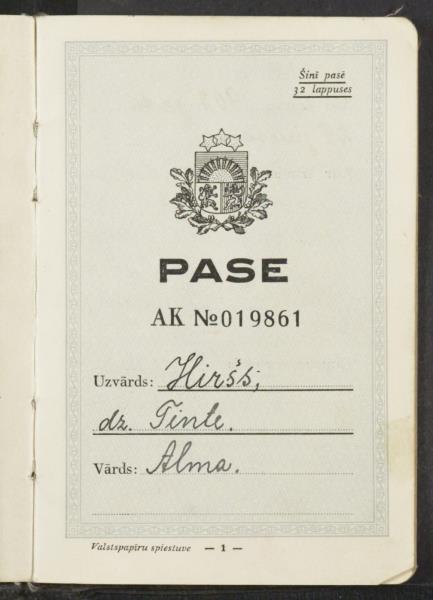 Šinī pasē
32 lappuses
PASE
AK №019861
Uzvārds: Hiršs,
dz. Tinte.
Vārds: Alma.
Valstspapīru spiestuve — 1 —